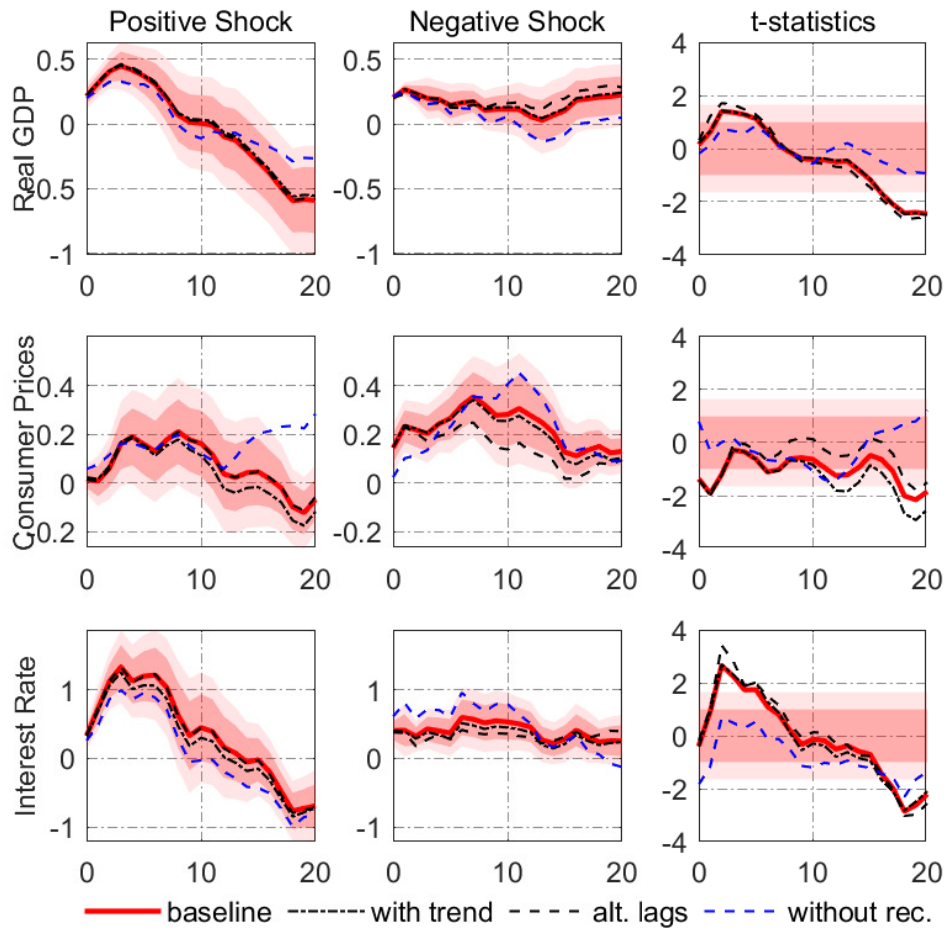 Positive Shock Negative Shock t-statistics
Real GDP
0.5 0 -0.5 -1
0.5 0 -0.5 -1
4 2 0 -2 -4
0 10 20 0 10 20 0 10 20
Consumer Prices
0.4 0.2 0 0.2
0.4 0.2 0 -0.2
4 2 0 -2 -4
0 10 20 0 10 20 0 10 20
Interest Rate
1 0 -1
1 0 -1
4 2 0 -2 -4
0 10 20 0 10 20 0 10 20
baseline with trend alt. lags without rec.